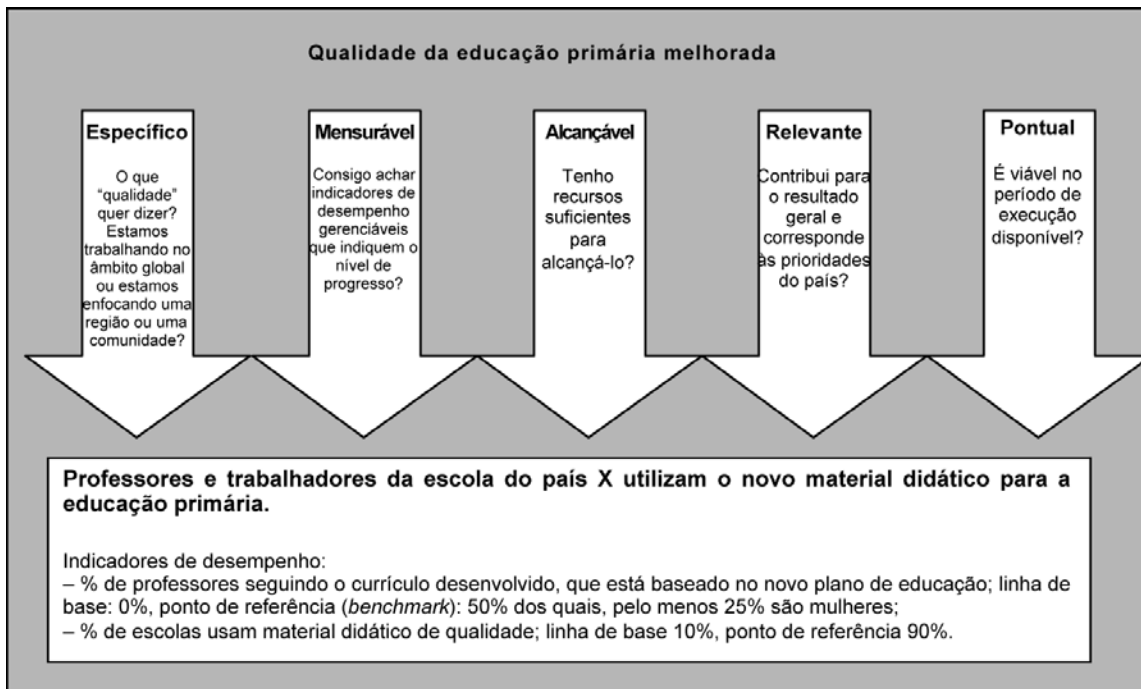 Qualidade da educação primária melhorada
Específico
O que
“qualidade”
quer dizer?
Estamos
trabalhando no
âmbito global
ou estamos
enfocando uma
região ou uma
comunidade?
Mensurável
Consigo achar
indicadores de
desempenho
gerenciáveis
que indiquem o
nível de
progresso?
Alcançável
Tenho
recursos
suficientes
para
alcançá-lo?
Relevante
Contribui para
o resultado
geral e
corresponde
às prioridades
do país?
Pontual
É viável no
período de
execução
disponível?
Professores e trabalhadores da escola do país X utilizam o novo material didático para a
educação primária.
Indicadores de desempenho:
– % de professores seguindo o currículo desenvolvido, que está baseado no novo plano de educação; linha de
base: 0%, ponto de referência (benchmark): 50% dos quais, pelo menos 25% são mulheres;
– % de escolas usam material didático de qualidade; linha de base 10%, ponto de referência 90%.